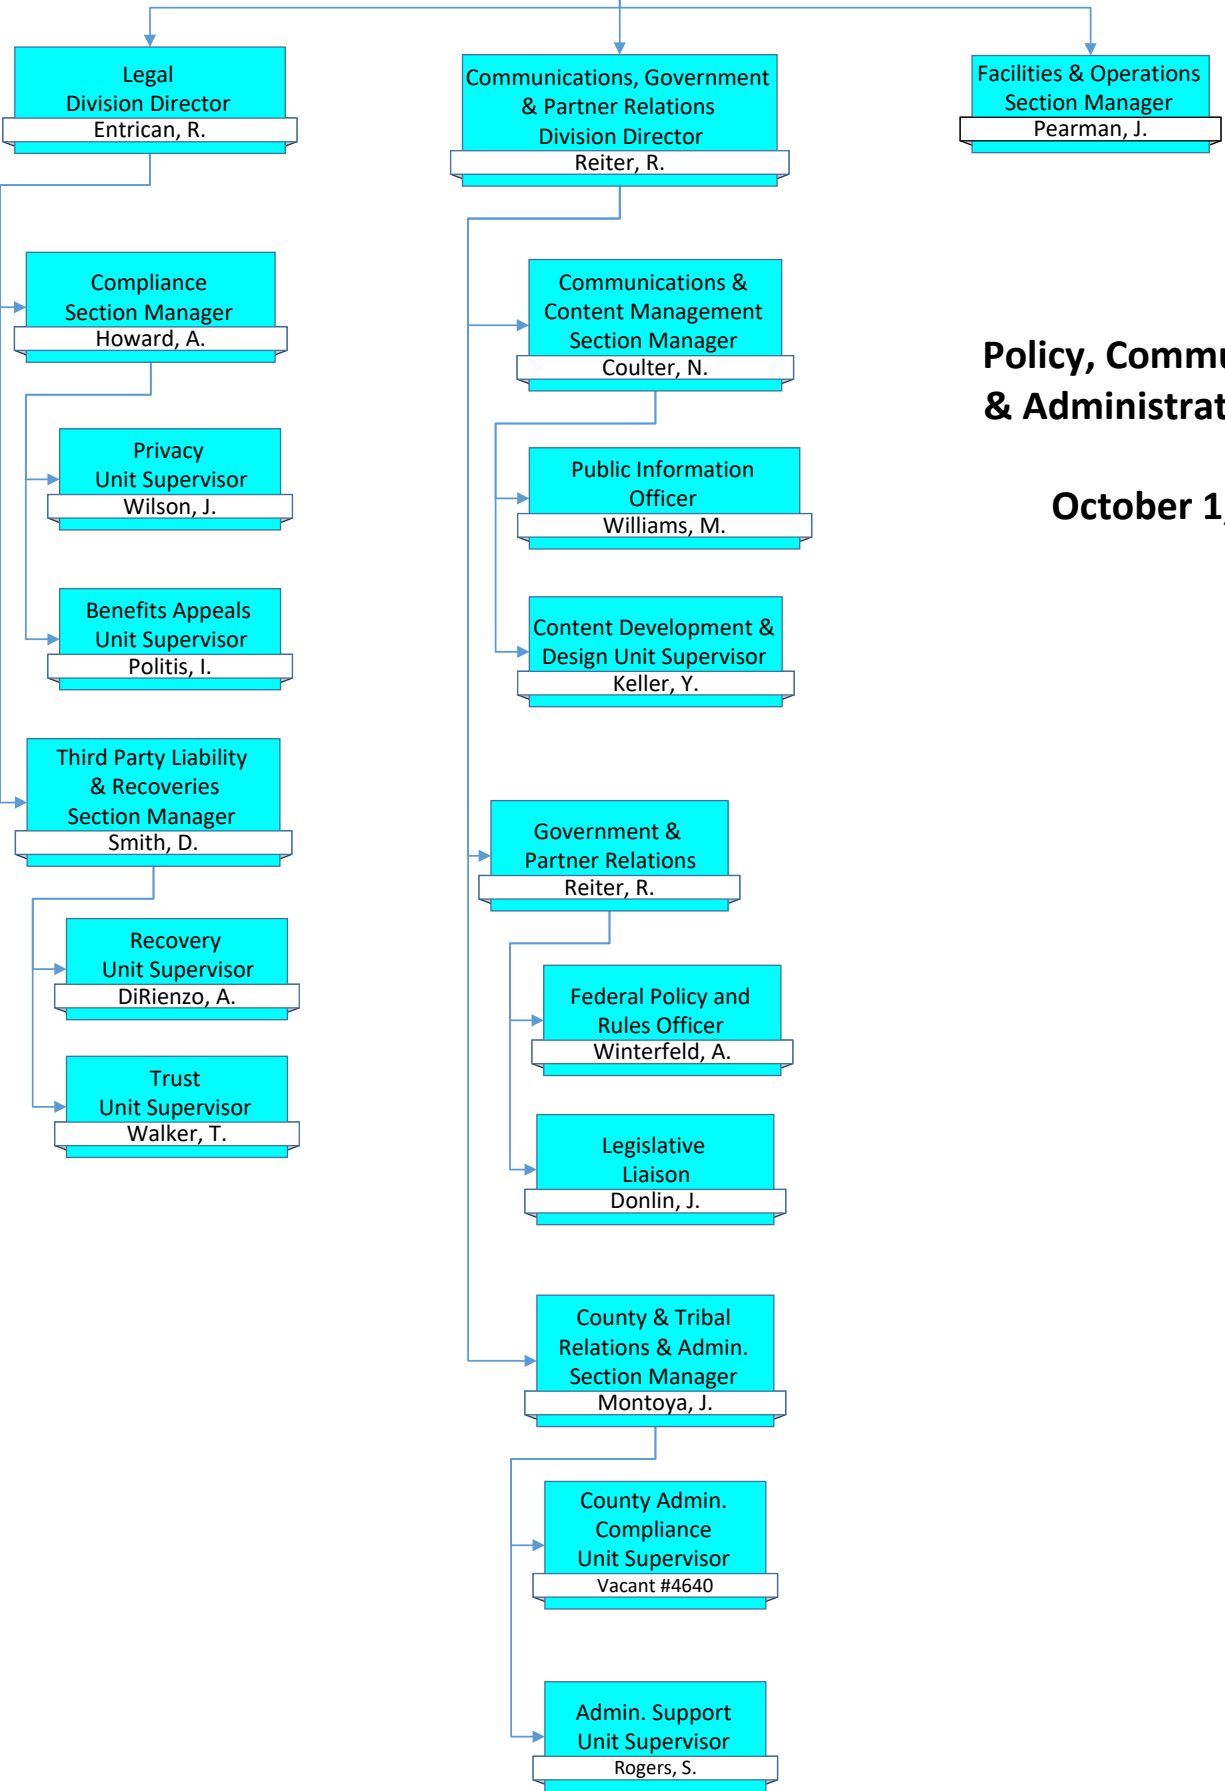 Legal
Division Director
Entrican, R.
Communications, Government
& Partner Relations
Division Director
Reiter, R.
Facilities & Operations
Section Manager
Pearman, J.
Compliance
Section Manager
Howard, A.
Privacy
Unit Supervisor
Wilson, J.
Benefits Appeals
Unit Supervisor
Politis, I.
Third Party Liability
& Recoveries
Section Manager
Smith, D.
Recovery
Unit Supervisor
DiRienzo, A.
Trust
Unit Supervisor
Walker, T.
Communications &
Content Management
Section Manager
Coulter, N.
Public Information
Officer
Williams, M.
Content Development &
Design Unit Supervisor
Keller, Y.
Government &
Partner Relations
Reiter, R.
Federal Policy and
Rules Officer
Winterfeld, A.
Legislative
Liaison
Donlin, J.
County & Tribal
Relations & Admin.
Section Manager
Montoya, J.
County Admin.
Compliance
Unit Supervisor
Vacant #4640
Admin. Support
Unit Supervisor
Rogers, S.
Policy,
&
October 1,